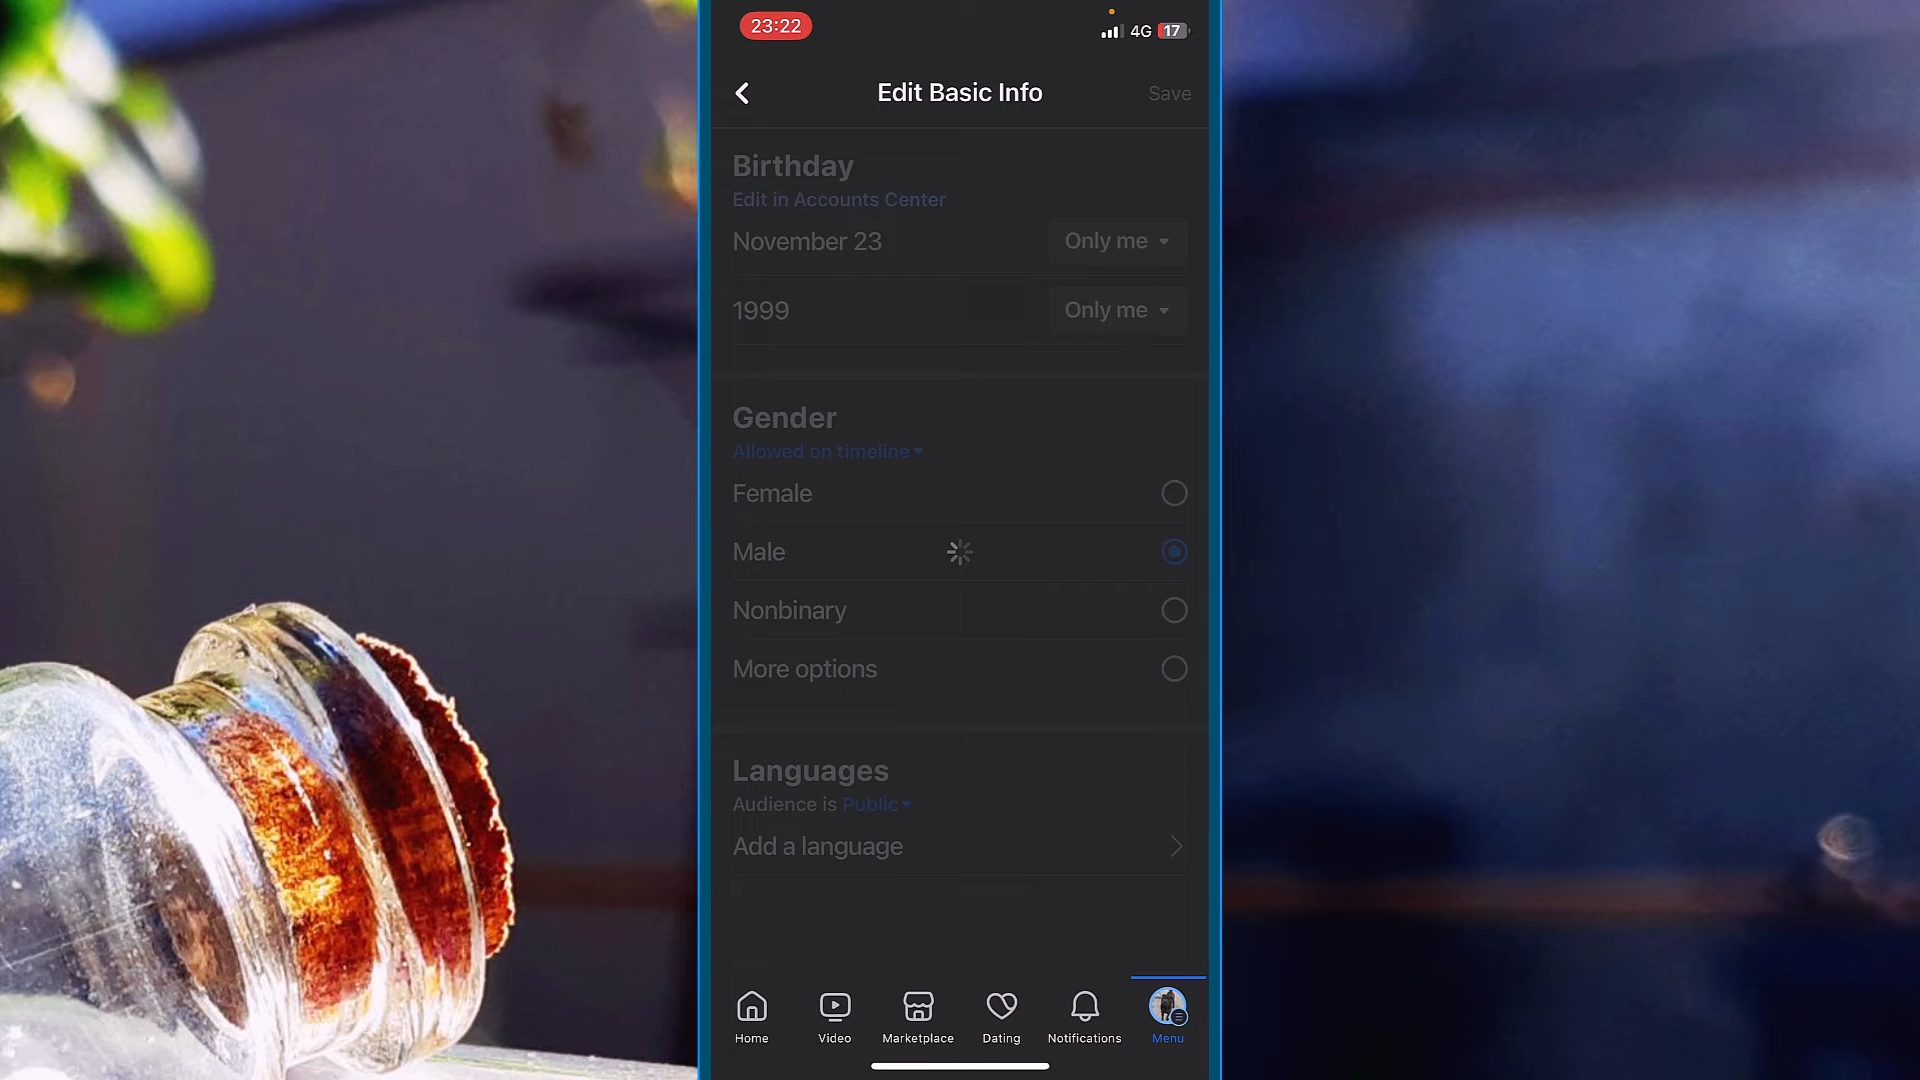 23:22
4G 17
Edit Basic Info
Save
Birthday
Edit in Accounts Center
November 23
Only me
1999
Only me
Gender
Allowed on timeline
Female
Male
Nonbinary
More options
Languages
Audience is Public
Add a language
Home
Video
Marketplace
Dating
Notifications
Menu